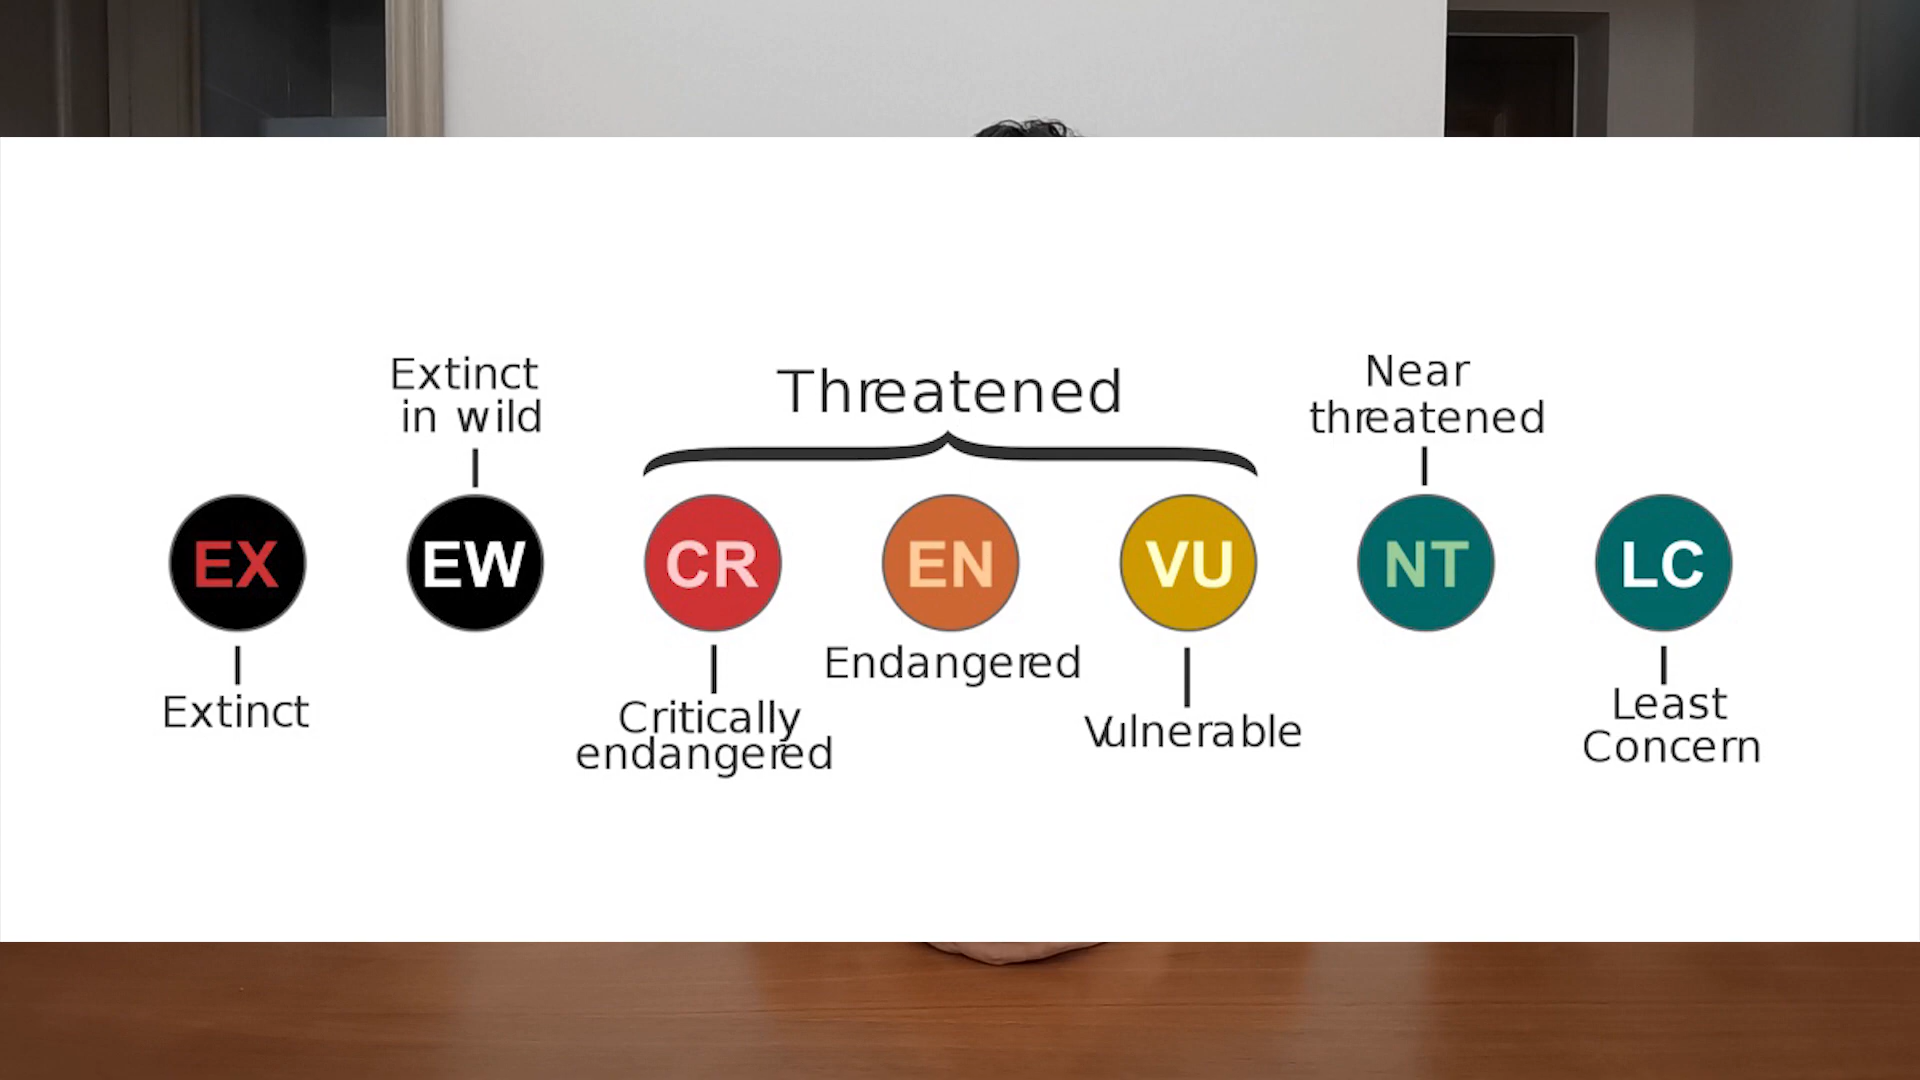 Extinct
in wild
Threatened
Near
threatened
EX
EW
CR
EN
VU
NT
LC
Extinct
Critically
endangered
Endangered
Vulnerable
Least
Concern